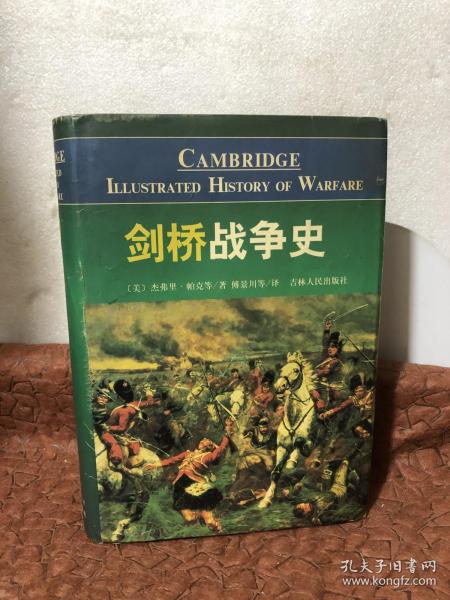 CAMBRIDGE
ILLUSTRATED HISTORY OF WARFARE
剑桥战争史
〔美〕杰弗里·帕克等/著 傅景川等/译 吉林人民出版社
孔夫子旧书网
www.kongfz.com